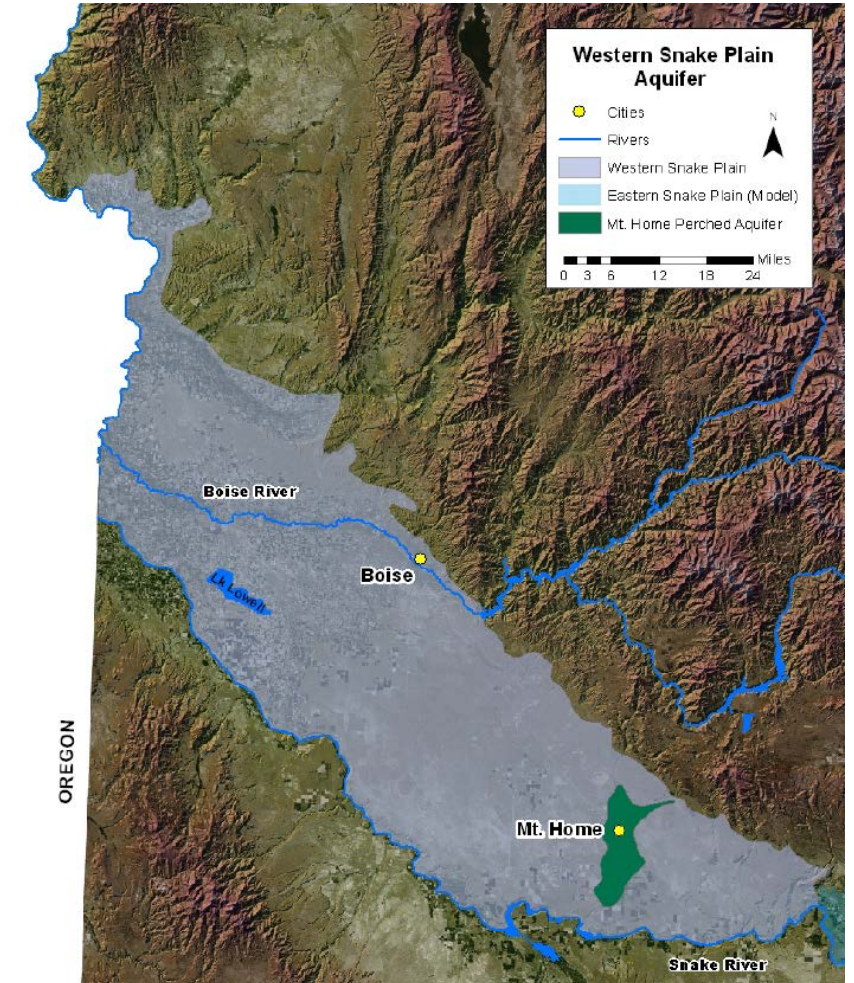 Western Snake Plain
Aquifer
Cities
N
Rivers
Western Snake Plain
Eastern Snake Plain (Model)
Mt. Home Perched Aquifer
Miles
0 3 6 12 18 24
Boise River
Boise
Lk Lowell
OREGON
Mt. Home
Snake River